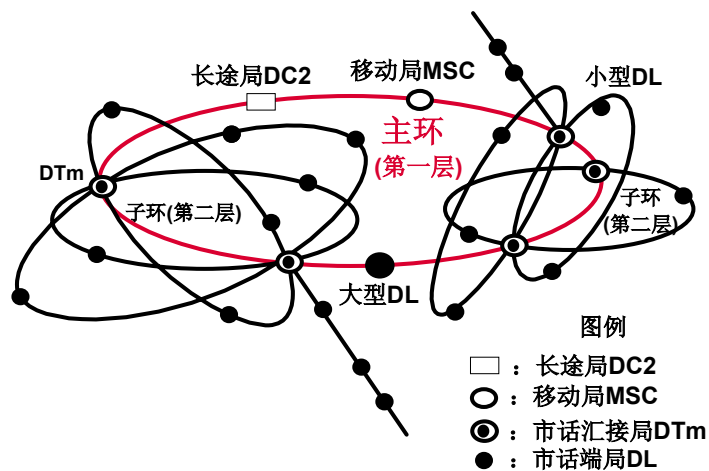 长途局DC2
移动局MSC
小型DL
主环
(第一层)
DTm
子环(第二层)
子环
(第二层)
大型DL
图例
：长途局DC2
：移动局MSC
：市话汇接局DTm
：市话端局DL